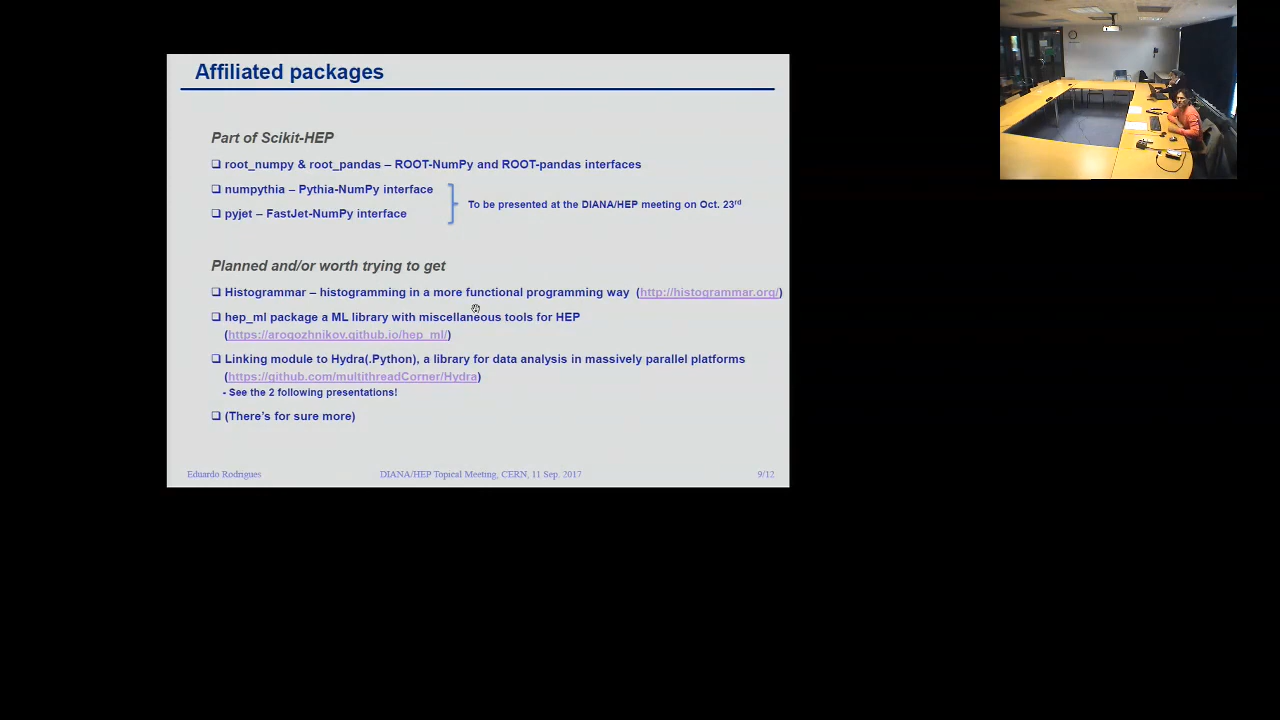 Affiliated packages
Part of Scikit-HEP
❑ root_numpy & root_pandas – ROOT-NumPy and ROOT-pandas interfaces
❑ numpythia – Pythia-NumPy interface
❑ pyjet – FastJet-NumPy interface
To be presented at the DIANA/HEP meeting on Oct. 23rd
Planned and/or worth trying to get
❑ Histogrammar – histogramming in a more functional programming way (http://histogrammar.org/)
❑ hep_ml package a ML library with miscellaneous tools for HEP
(https://arogozhnikov.github.io/hep_ml/)
❑ Linking module to Hydra(.Python), a library for data analysis in massively parallel platforms
(https://github.com/multithreadCorner/Hydra)
- See the 2 following presentations!
❑ (There's for sure more)
Eduardo Rodrigues
DIANA/HEP Topical Meeting, CERN, 11 Sep. 2017
9/12